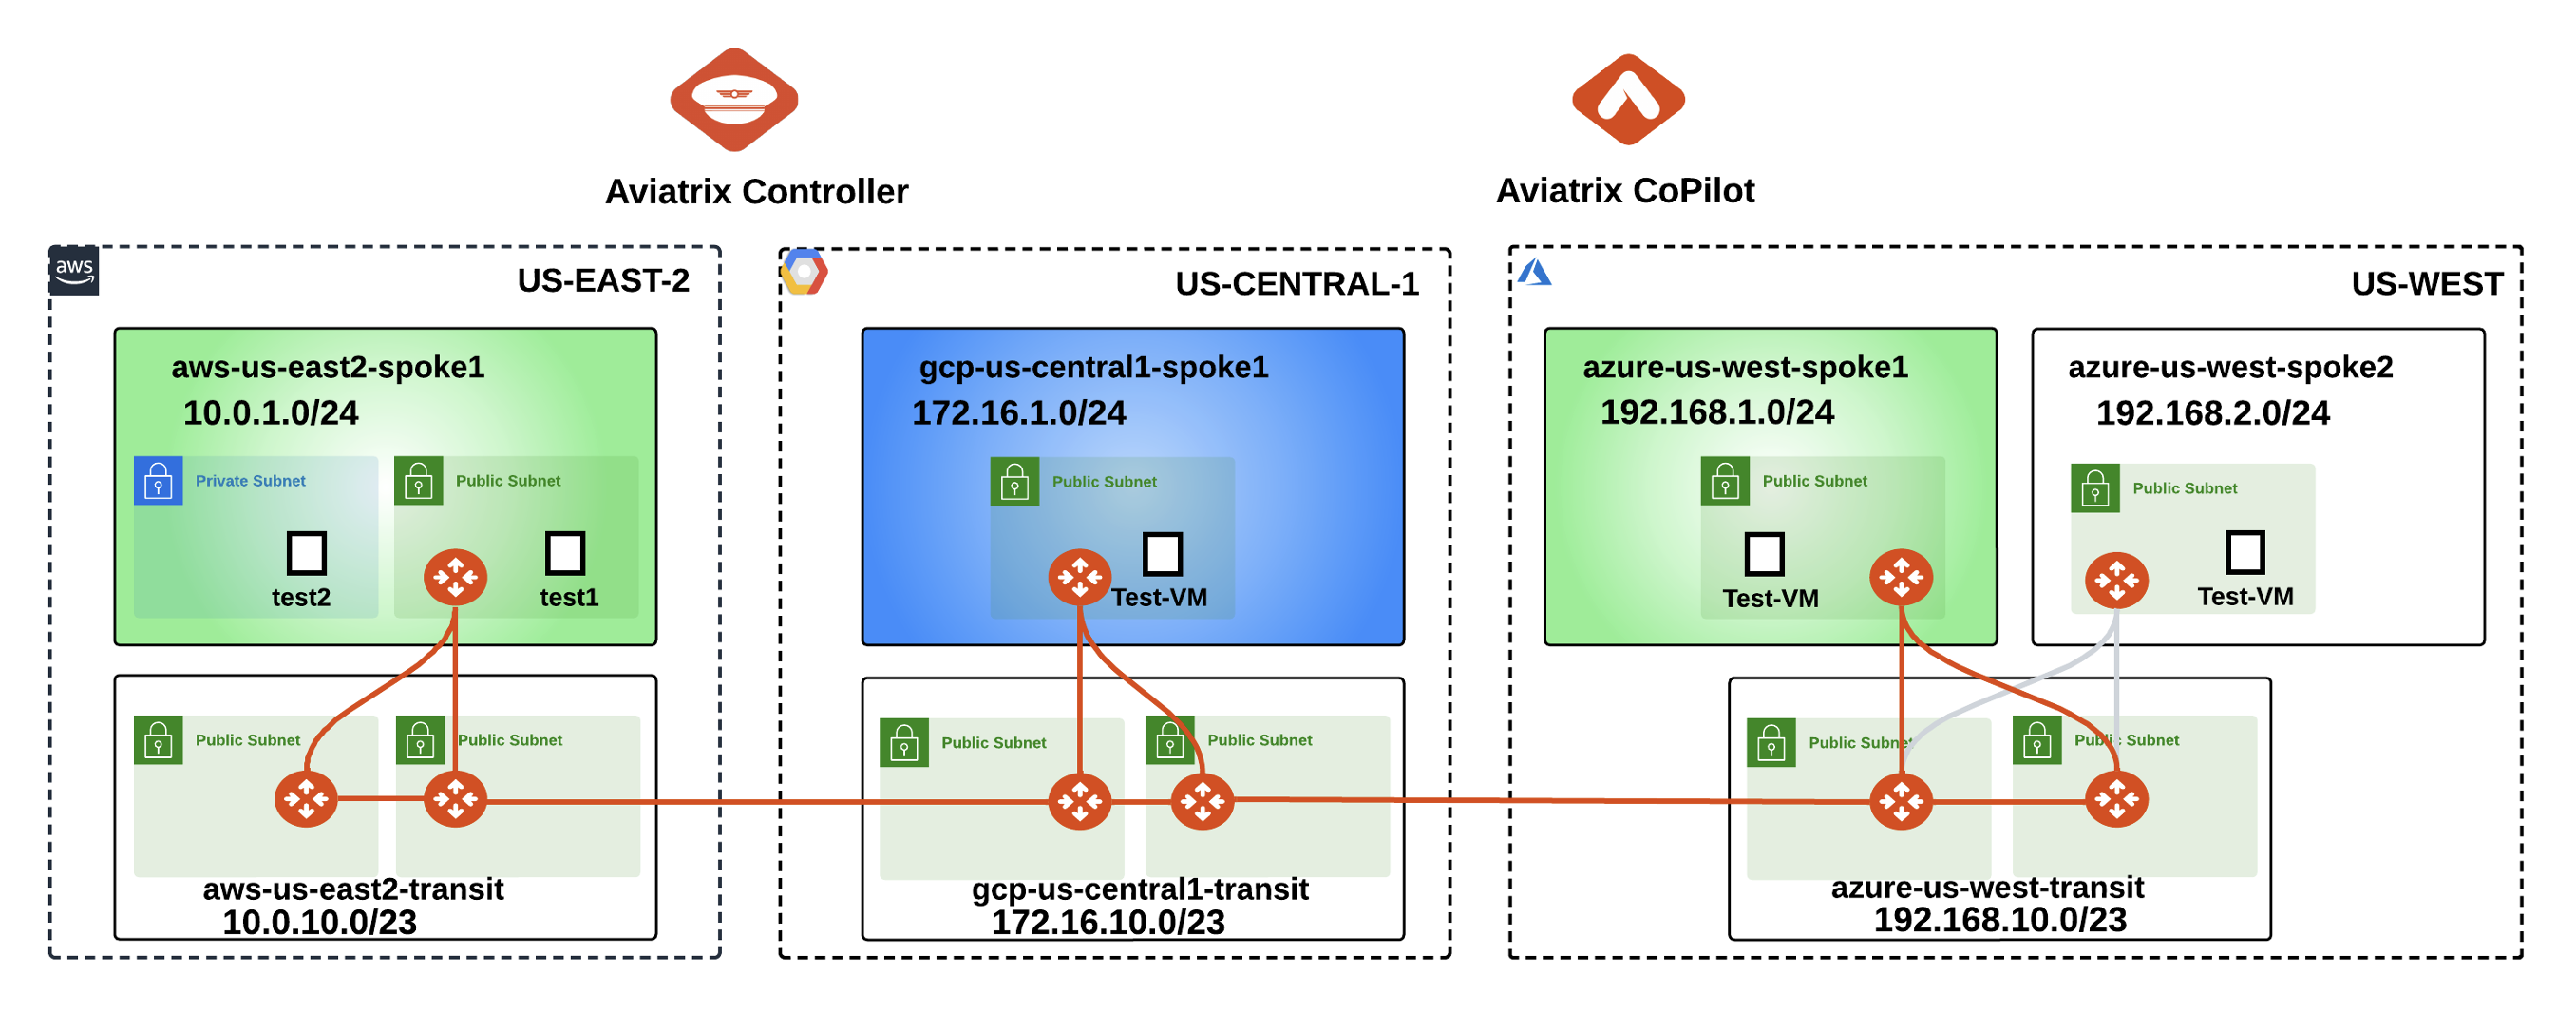 Aviatrix Controller
Aviatrix CoPilot
aws
US-EAST-2
aws-us-east2-spoke1
10.0.1.0/24
Private Subnet
Public Subnet
test2
test1
Public Subnet
Public Subnet
aws-us-east2-transit
10.0.10.0/23
US-CENTRAL-1
gcp-us-central1-spoke1
172.16.1.0/24
Public Subnet
Test-VM
Public Subnet
Public Subnet
gcp-us-central1-transit
172.16.10.0/23
US-WEST
azure-us-west-spoke1
192.168.1.0/24
Public Subnet
Test-VM
azure-us-west-spoke2
192.168.2.0/24
Public Subnet
Test-VM
Public Subnet
Public Subnet
azure-us-west-transit
192.168.10.0/23